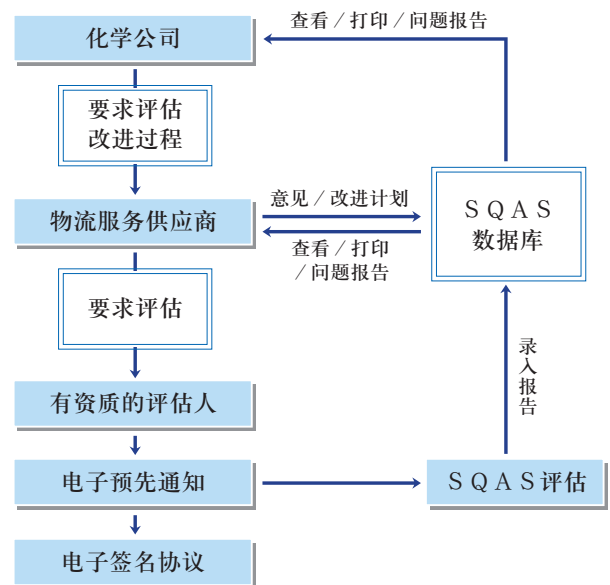 查看/打印/问题报告
化学公司
要求评估
改进过程
物流服务供应商
意见/改进计划
查看/打印
/问题报告
SQAS
数据库
要求评估
录入报告
有资质的评估人
电子预先通知
SQAS评估
电子签名协议